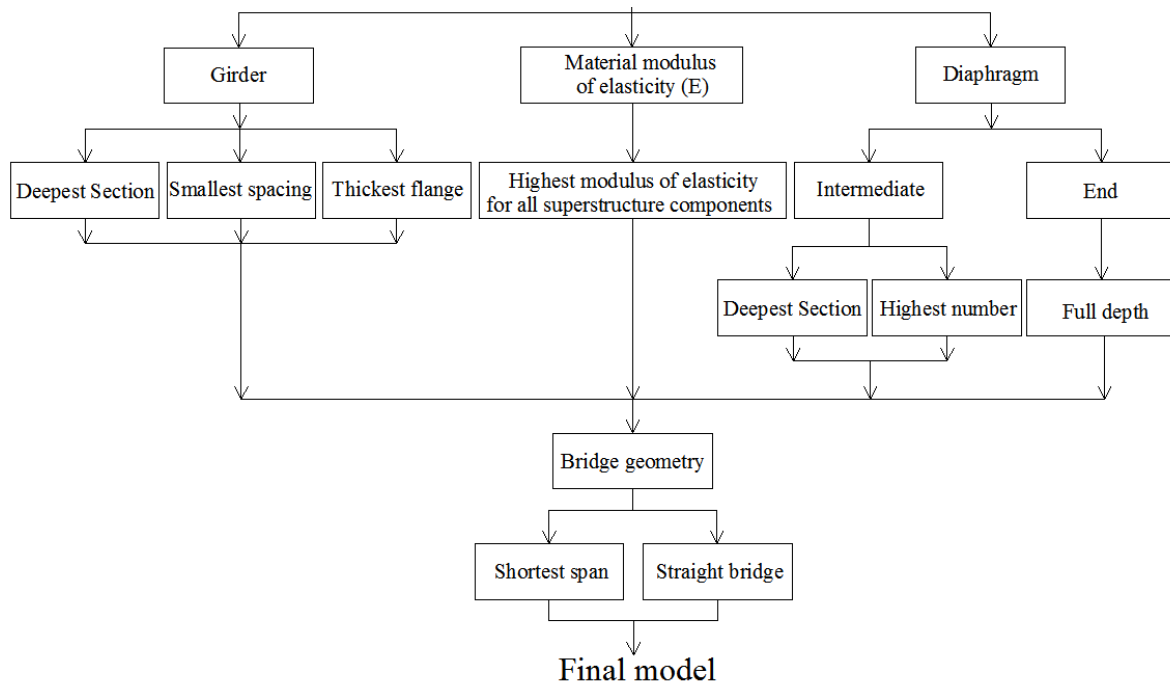 Girder
Material modulus
of elasticity (E)
Diaphragm
Deepest Section
Smallest spacing
Thickest flange
Highest modulus of elasticity
for all superstructure components
Intermediate
End
Deepest Section
Highest number
Full depth
Bridge geometry
Shortest span
Straight bridge
Final model